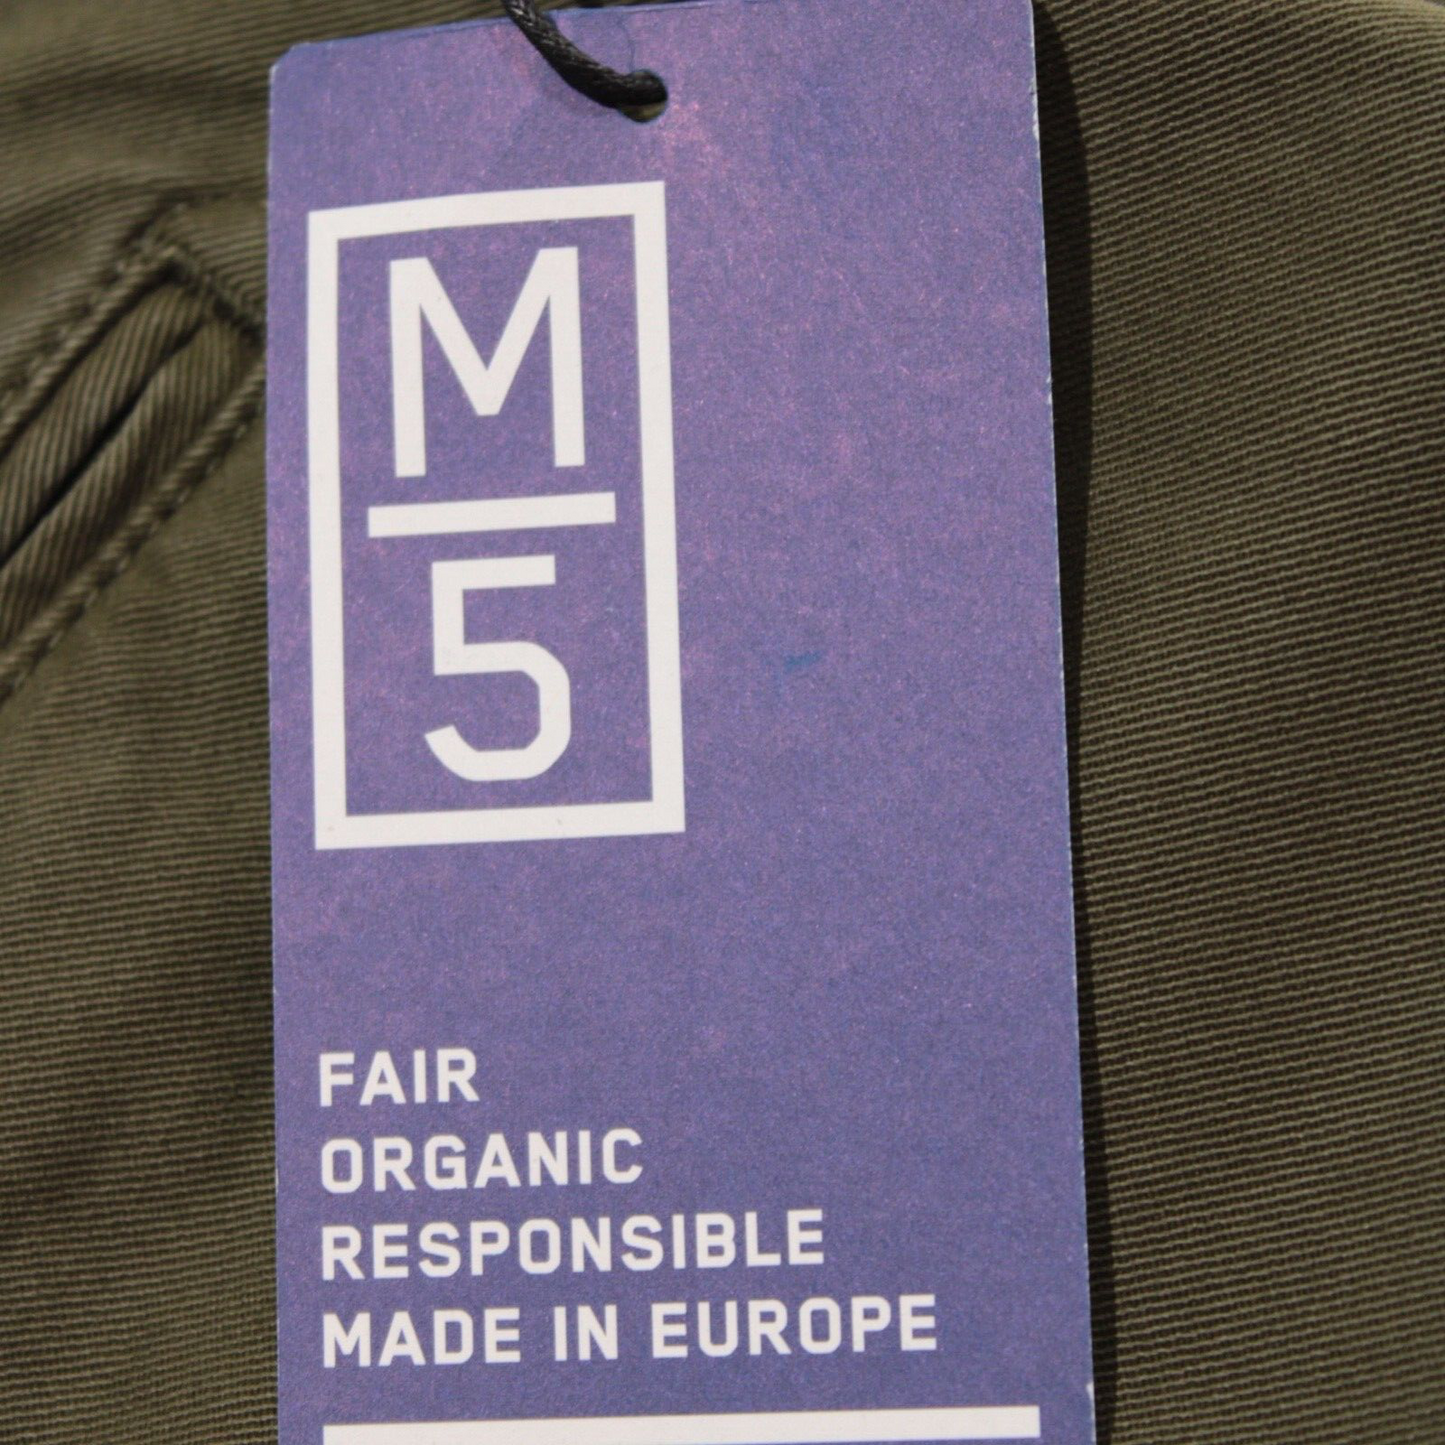 M
5
FAIR
ORGANIC
RESPONSIBLE
MADE IN EUROPE